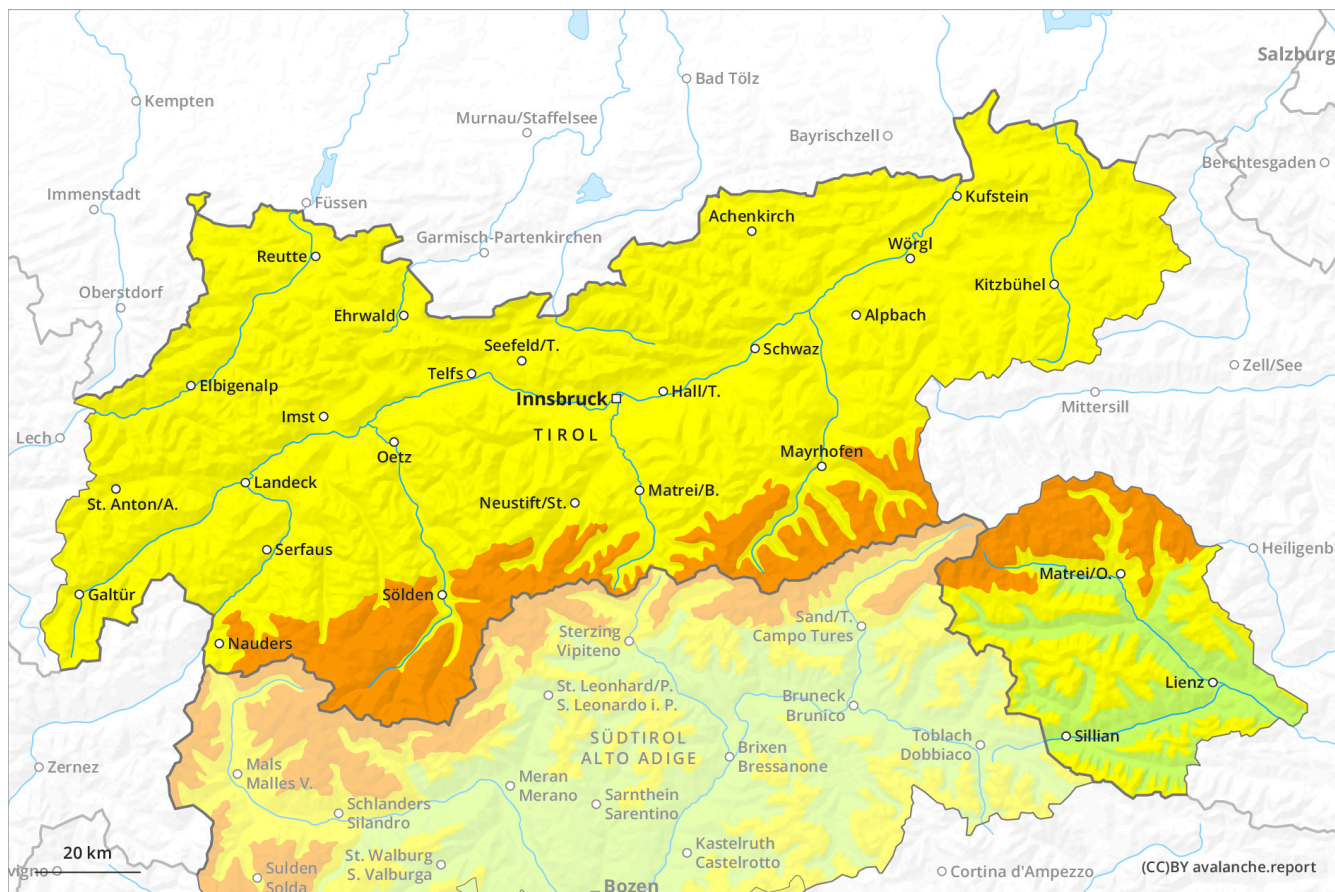 Salzburg
Kempten
Bad Tölz
Murnau/Staffelsee
Bayrischzell
Berchtesgaden
Immenstadt
Füssen
Kufstein
Achenkirch
Garmisch-Partenkirchen
Wörgl
Reutte
Kitzbühel
Oberstdorf
Ehrwald
Alpbach
Seefeld/T.
Schwaz
Zell/See
Telfs
Elbigenalp
Innsbruck
Hall/T.
Mittersill
Imst
Lech
TIROL
Oetz
Mayrhofen
Landeck
Matrei/B.
St. Anton/A.
Neustift/St.
Serfaus
Heiligenb
Matrei/O.
Galtür
Sölden
Sand/T.
Campo Tures
Sterzing
Vipiteno
Nauders
Lienz
St. Leonhard/P.
S. Leonardo i. P.
Bruneck
Brunico
SÜDTIROL
ALTO ADIGE
Toblach
Dobbiaco
Sillian
Brixen
Bressanone
Zernez
Mals
Malles V.
Meran
Merano
Schlanders
Silandro
Sarnthein
Sarentino
20 km
St. Walburg
S. Valburga
Kastelruth
Castelrotto
vigno
Sulden
Solda
Cortina d'Ampezzo
(CC)BY avalanche.report
Bozen